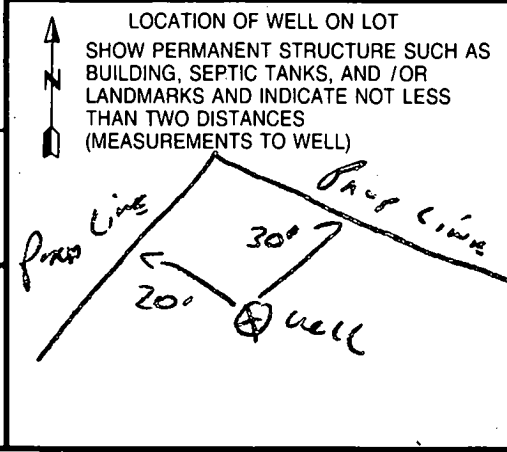 LOCATION OF WELL ON LOT
SHOW PERMANENT STRUCTURE SUCH AS
BUILDING, SEPTIC TANKS, AND /OR
LANDMARKS AND INDICATE NOT LESS
THAN TWO DISTANCES
(MEASUREMENTS TO WELL)
N
Prop Line
Prop Line
30'
20'
well